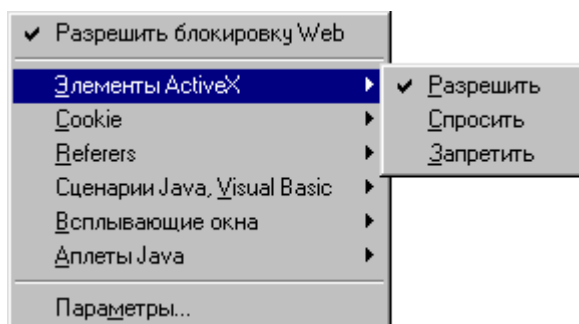 Разрешить блокировку Web
Элементы ActiveX
Разрешить
Cookie
Спросить
Referers
Запретить
Сценарии Java, Visual Basic
Всплывающие окна
Аплеты Java
Параметры...